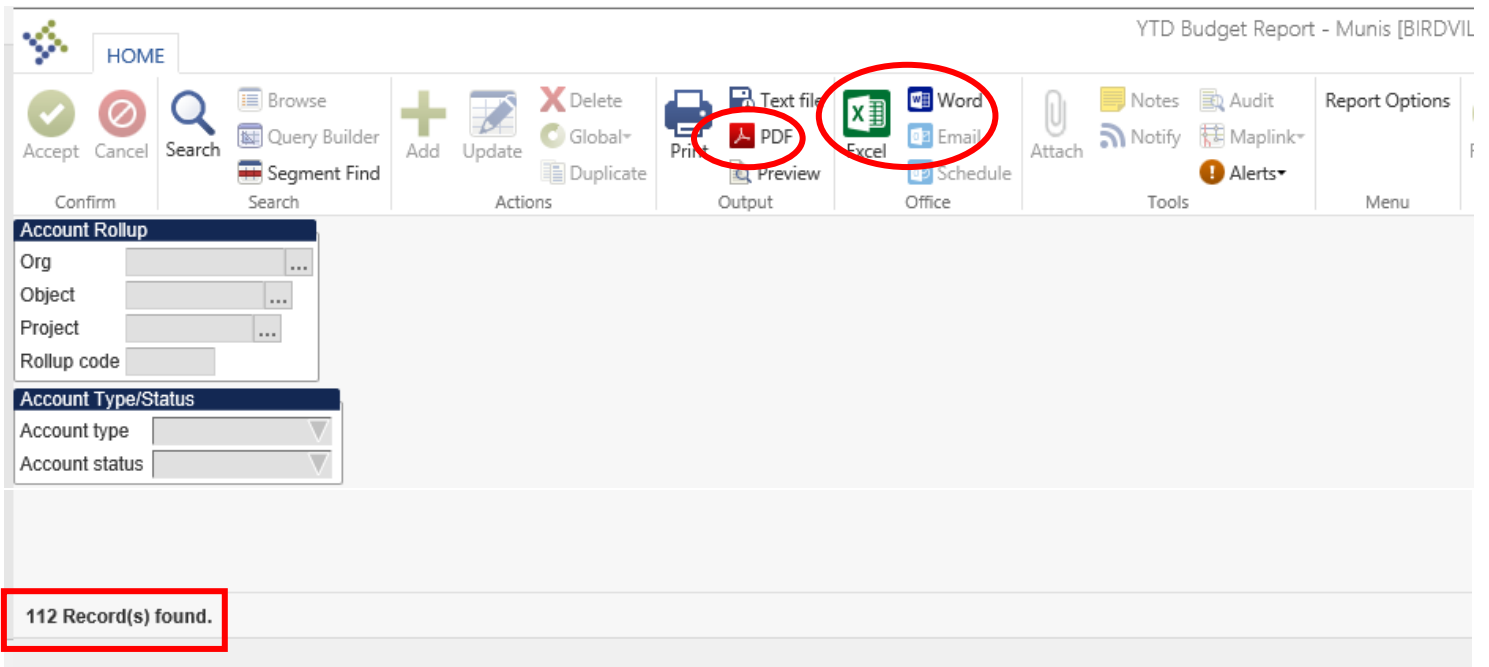 YTD Budget Report - Munis [BIRDVIL
HOME
Accept Cancel Search Browse Query Builder Segment Find
Add Update Delete Global Duplicate
Print Text file PDF Preview
Excel Word Email Schedule
Attach Notes Notify Audit Maplink Alerts
Report Options
Confirm Search Actions Output Office Tools Menu
Account Rollup
Org ...
Object ...
Project ...
Rollup code
Account Type/Status
Account type
Account status
112 Record(s) found.